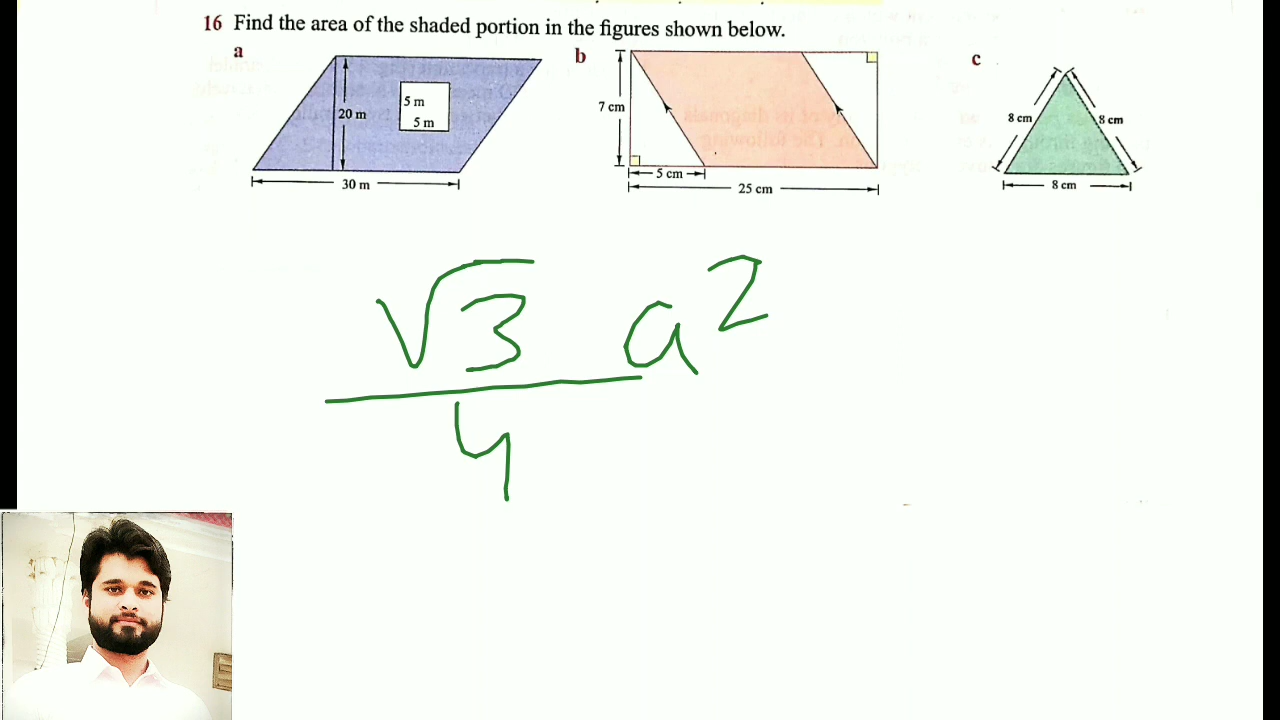 16 Find the area of the shaded portion in the figures shown below.
a
20 m
5 m
5 m
30 m
b
7 cm
5 cm
25 cm
c
8 cm
8 cm
8 cm
√3 a²
4